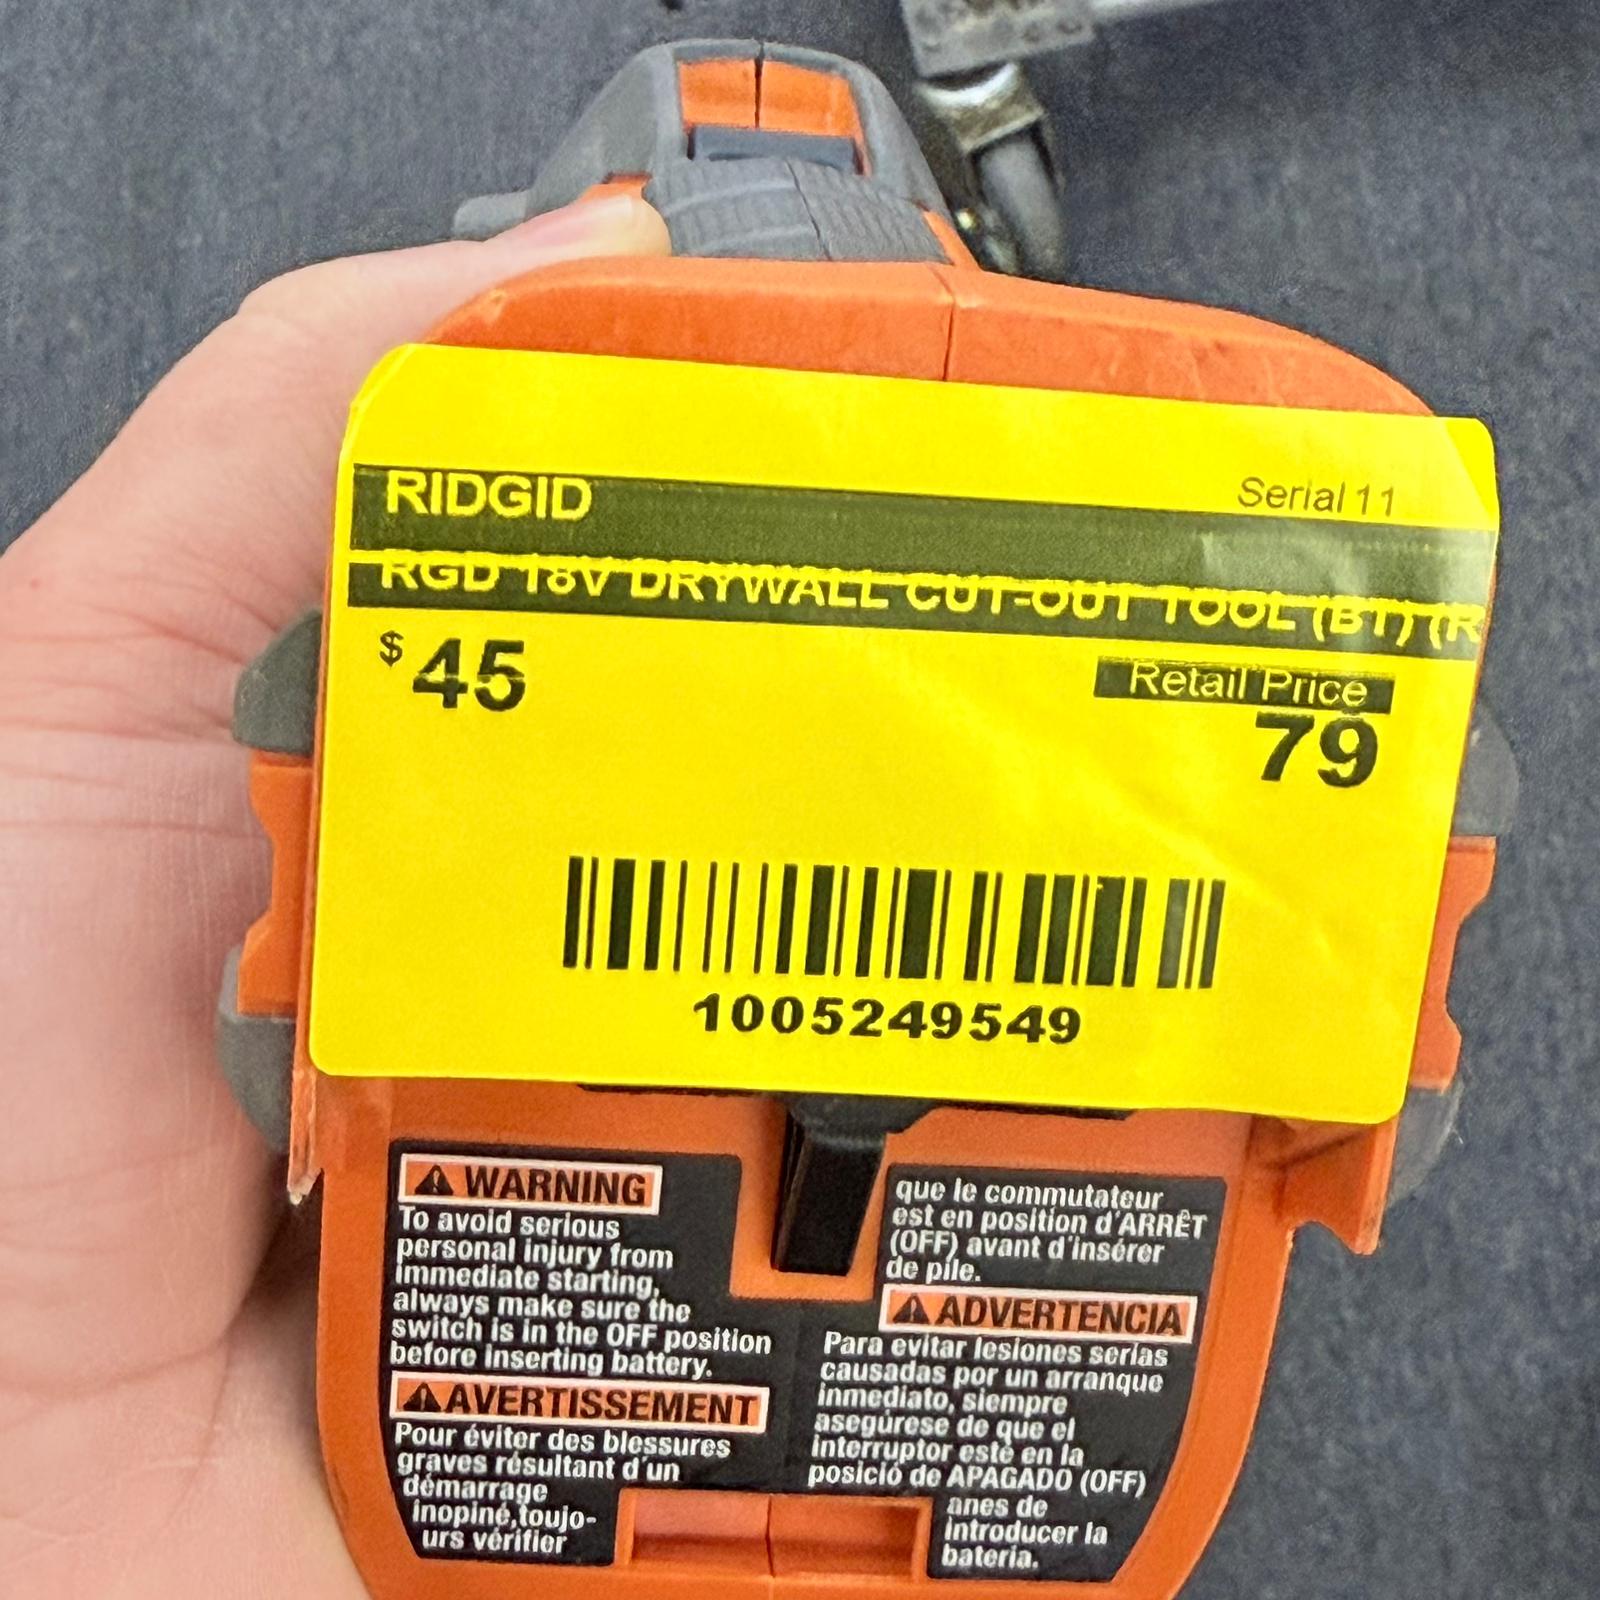 RIDGID
Serial 11
RGD 18V DRYWALL CUT-OUT TOOL (BT) (R
$45
Retail Price
79
1005249549
WARNING
To avoid serious
personal injury from
immediate starting,
always make sure the
switch is in the OFF position
before inserting battery.
AVERTISSEMENT
Pour éviter des blessures
graves résultant d'un
démarrage
inopiné,toujo-
urs vérifier
que le commutateur
est en position d'ARRÊT
(OFF) avant d'insérer
de pile.
ADVERTENCIA
Para evitar lesiones serias
causadas por un arranque
inmediato, siempre
asegúrese de que el
interruptor esté en la
posició de APAGADO (OFF)
anes de
introducer la
bateria.